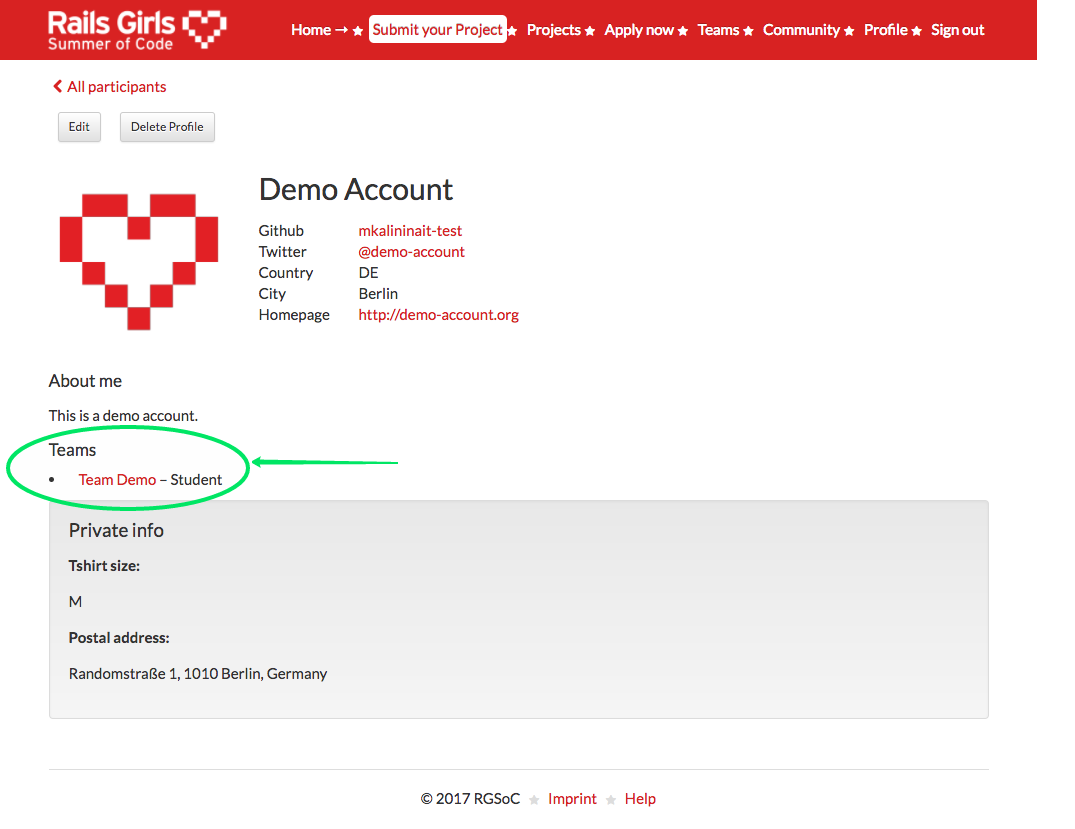 Rails Girls
Summer of Code
Home → ★ Submit your Project ★ Projects ★ Apply now ★ Teams ★ Community ★ Profile ★ Sign out
All participants
Edit Delete Profile
Demo Account
Github mkalininait-test
Twitter @demo-account
Country DE
City Berlin
Homepage http://demo-account.org
About me
This is a demo account.
Teams
• Team Demo – Student
Private info
Tshirt size:
M
Postal address:
Randomstraße 1, 1010 Berlin, Germany
© 2017 RGSoC ★ Imprint ★ Help